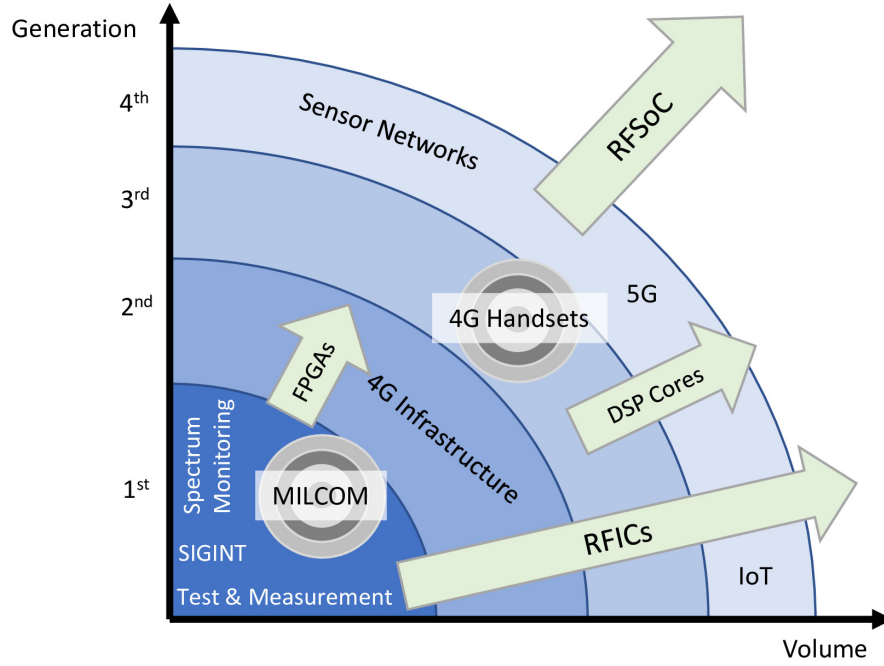 Generation
4th
Sensor Networks
RFSoC
3rd
2nd
5G
4G Handsets
FPGAs
4G Infrastructure
DSP Cores
Spectrum
Monitoring
1st
MILCOM
SIGINT
RFICs
Test & Measurement
IoT
Volume